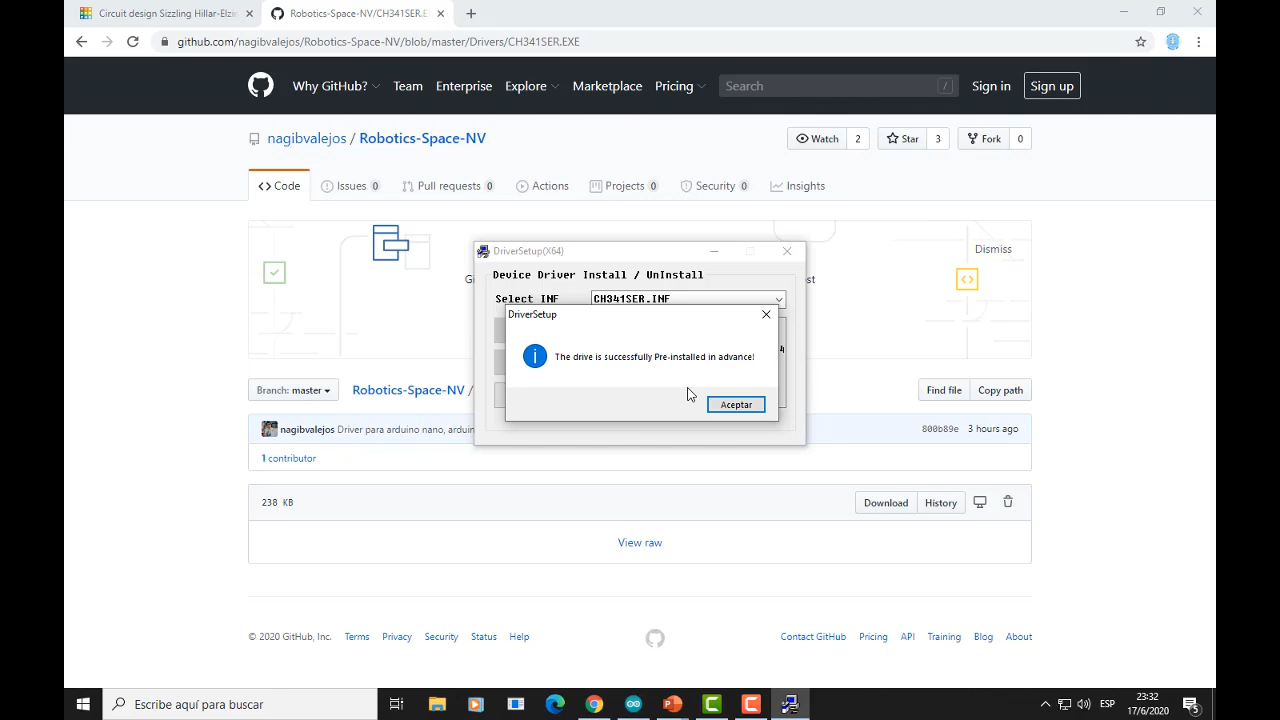 Circuit design Sizzling Hillar-Elzin
Robotics-Space-NV/CH341SER.E
github.com/nagibvalejos/Robotics-Space-NV/blob/master/Drivers/CH341SER.EXE
Why GitHub?
Team
Enterprise
Explore
Marketplace
Pricing
Search
/
Sign in
Sign up
nagibvalejos / Robotics-Space-NV
Watch 2
Star 3
Fork 0
Code
Issues 0
Pull requests 0
Actions
Projects 0
Security 0
Insights
Dismiss
DriverSetup(X64)
Device Driver Install / UnInstall
Select INF
CH341SER.INF
DriverSetup
The drive is successfully Pre-installed in advance!
Aceptar
Branch: master
Robotics-Space-NV /
Find file
Copy path
nagibvalejos Driver para arduino nano, arduin
800b89e
3 hours ago
1 contributor
238 KB
Download
History
View raw
© 2020 GitHub, Inc.
Terms
Privacy
Security
Status
Help
Contact GitHub
Pricing
API
Training
Blog
About
Escribe aquí para buscar
ESP
23:32
17/6/2020
5